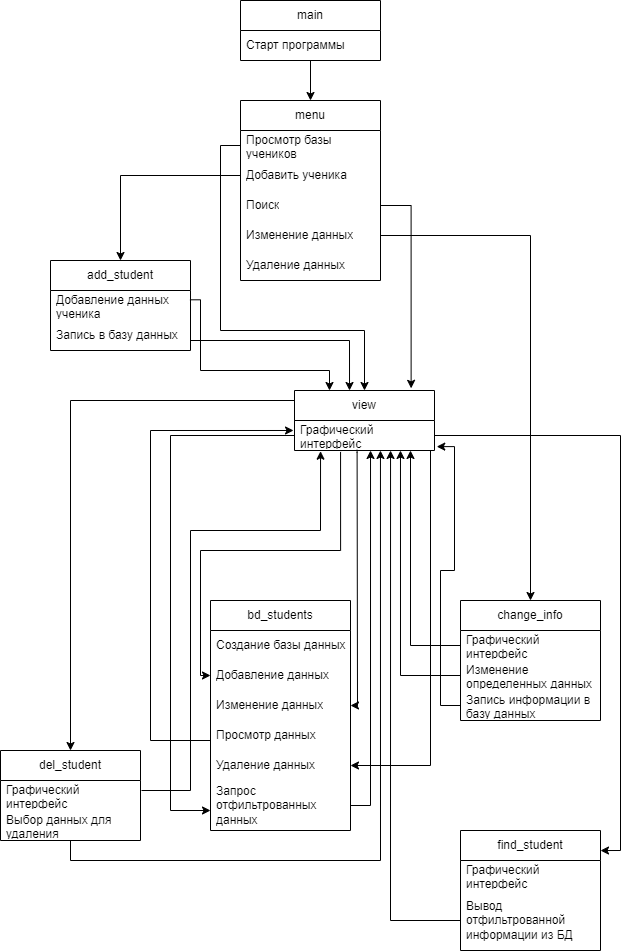 main
Старт программы
menu
Просмотр базы
учеников
Добавить ученика
Поиск
Изменение данных
Удаление данных
add_student
Добавление данных
ученика
Запись в базу данных
view
Графический
интерфейс
bd_students
Создание базы данных
Добавление данных
Изменение данных
Просмотр данных
Удаление данных
Запрос
отфильтрованных
данных
change_info
Графический
интерфейс
Изменение
определенных данных
Запись информации в
базу данных
del_student
Графический
интерфейс
Выбор данных для
удаления
find_student
Графический
интерфейс
Вывод
отфильтрованной
информации из БД